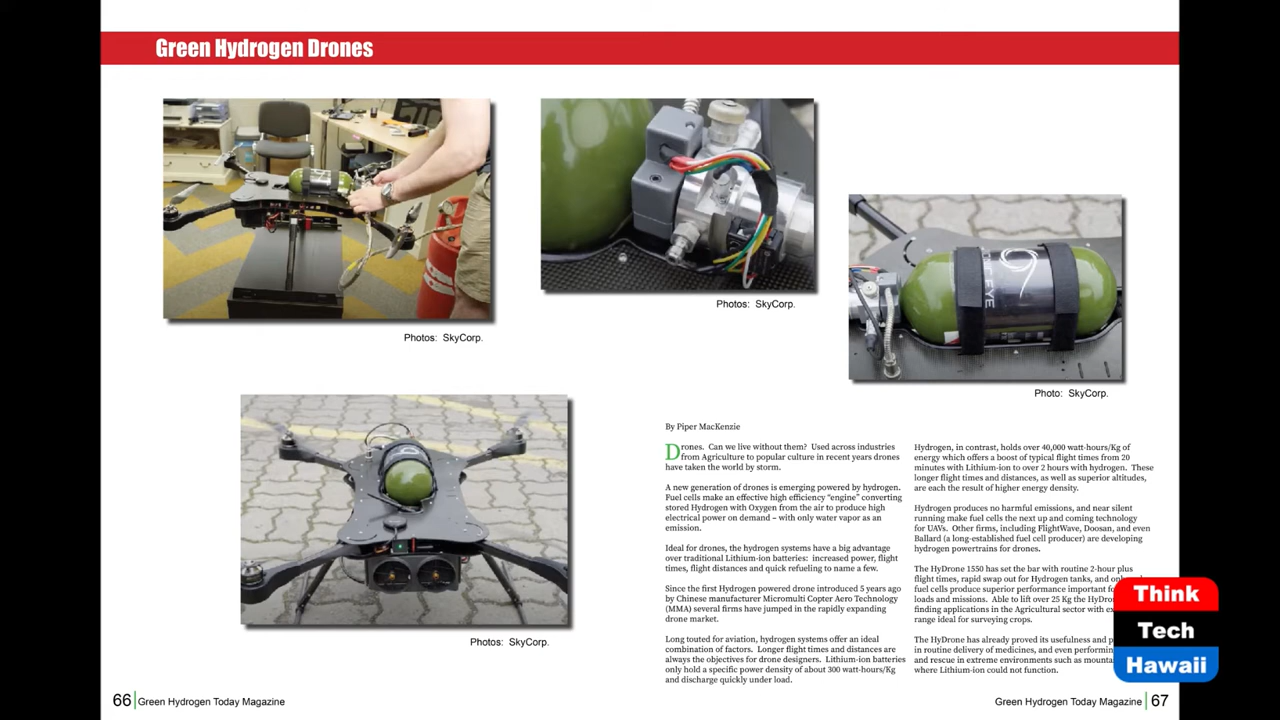 Green Hydrogen Drones
Photos: SkyCorp.
Photos: SkyCorp.
Photo: SkyCorp.
Photos: SkyCorp.
By Piper MacKenzie
Drones. Can we live without them? Used across industries
from Agriculture to popular culture in recent years drones
have taken the world by storm.
A new generation of drones is emerging powered by hydrogen.
Fuel cells make an effective high efficiency “engine” converting
stored Hydrogen with Oxygen from the air to produce high
electrical power on demand – with only water vapor as an
emission.
Ideal for drones, the hydrogen systems have a big advantage
over traditional Lithium-ion batteries: increased power, flight
times, flight distances and quick refueling to name a few.
Since the first Hydrogen powered drone introduced 5 years ago
by Chinese manufacturer Micromulti Copter Aero Technology
(MMA) several firms have jumped in the rapidly expanding
drone market.
Long touted for aviation, hydrogen systems offer an ideal
combination of factors. Longer flight times and distances are
always the objectives for drone designers. Lithium-ion batteries
only hold a specific power density of about 300 watt-hours/Kg
and discharge quickly under load.
Hydrogen, in contrast, holds over 40,000 watt-hours/Kg of
energy which offers a boost of typical flight times from 20
minutes with Lithium-ion to over 2 hours with hydrogen. These
longer flight times and distances, as well as superior altitudes,
are each the result of higher energy density.
Hydrogen produces no harmful emissions, and near silent
running make fuel cells the next up and coming technology
for UAVs. Other firms, including FlightWave, Doosan, and even
Ballard (a long-established fuel cell producer) are developing
hydrogen powertrains for drones.
The HyDrone 1550 has set the bar with routine 2-hour plus
flight times, rapid swap out for Hydrogen tanks, and
fuel cells produce superior performance important
loads and missions. Able to lift over 25 Kg the
finding applications in the Agricultural sector with
range ideal for surveying crops.
The HyDrone has already proved its usefulness and
in routine delivery of medicines, and even
and rescue in extreme environments such as
where Lithium-ion could not function.
Think
Tech
Hawaii
66 Green Hydrogen Today Magazine
Green Hydrogen Today Magazine 67